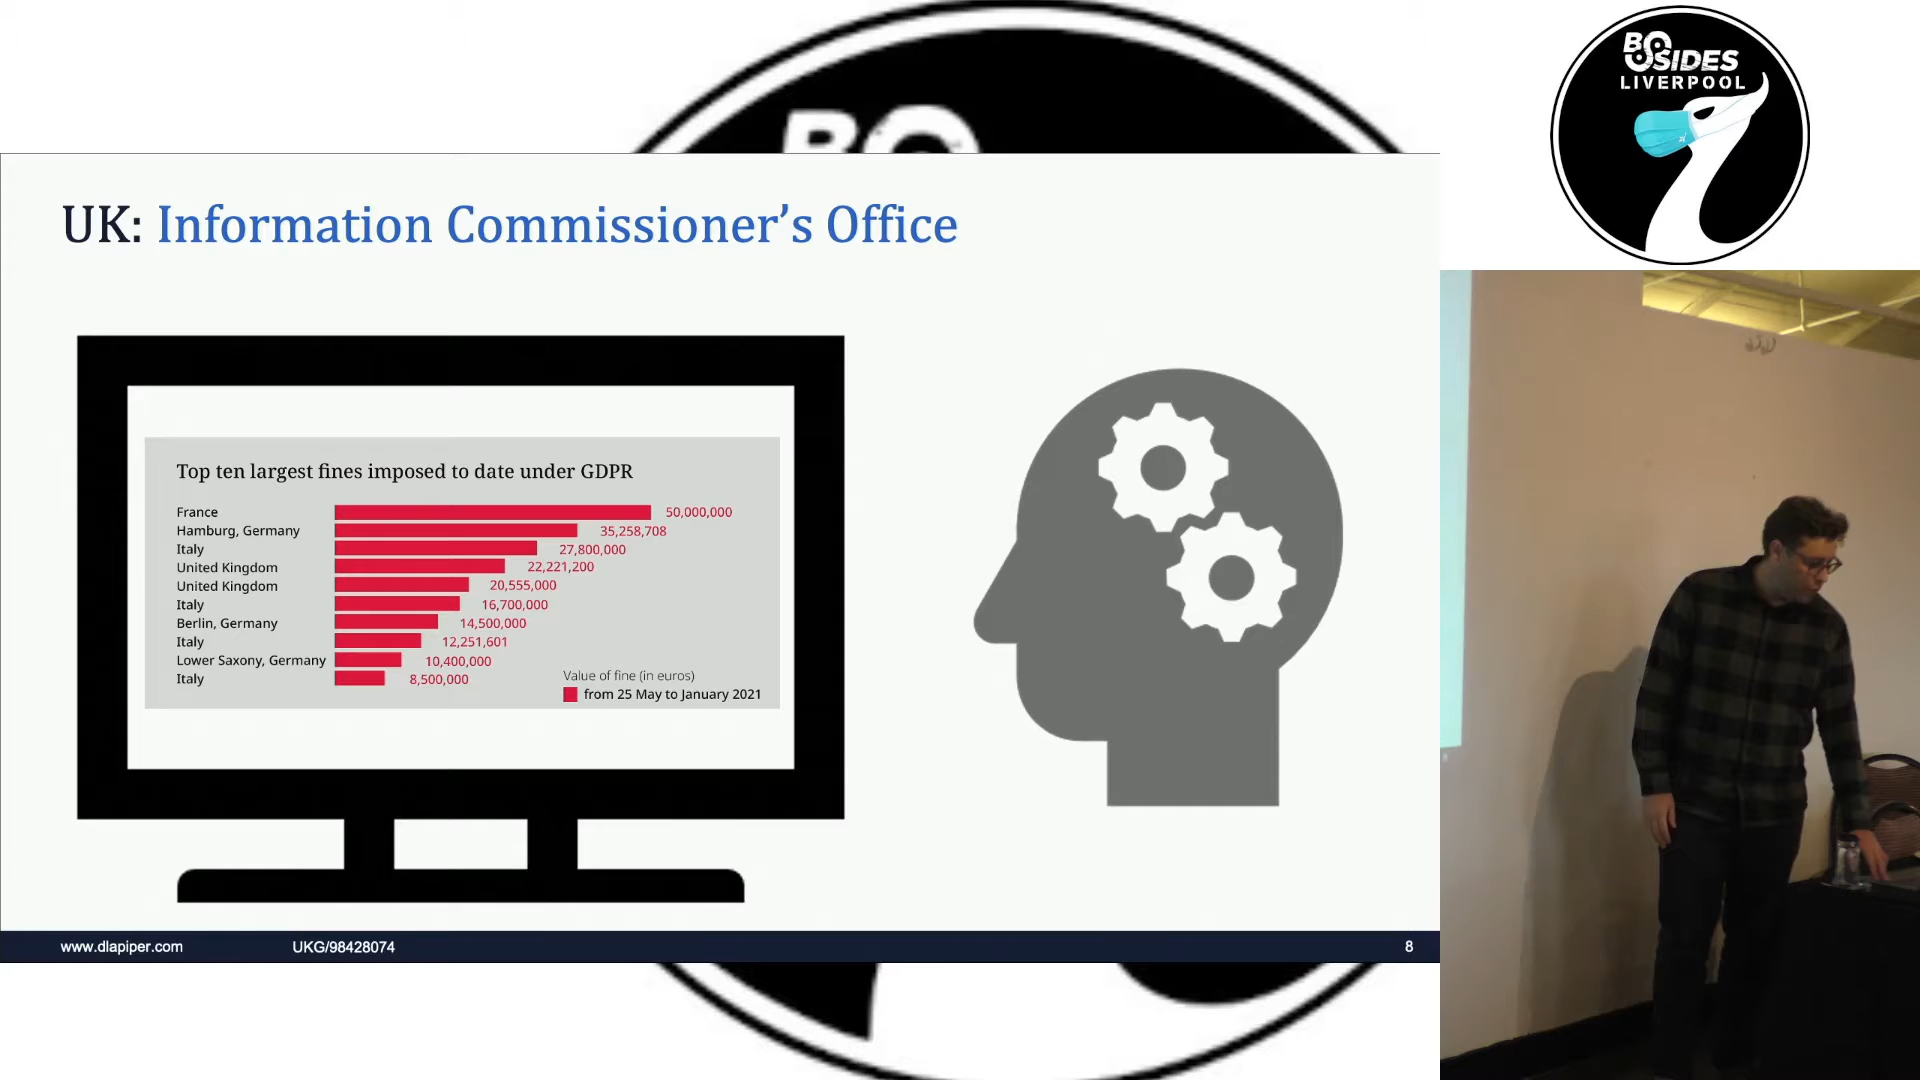 BSIDES
LIVERPOOL
UK: Information Commissioner’s Office
Top ten largest fines imposed to date under GDPR
France 50,000,000
Hamburg, Germany 35,258,708
Italy 27,800,000
United Kingdom 22,221,200
United Kingdom 20,555,000
Italy 16,700,000
Berlin, Germany 14,500,000
Italy 12,251,601
Lower Saxony, Germany 10,400,000
Italy 8,500,000
Value of fine (in euros)
from 25 May to January 2021
www.dlapiper.com UKG/98428074 8